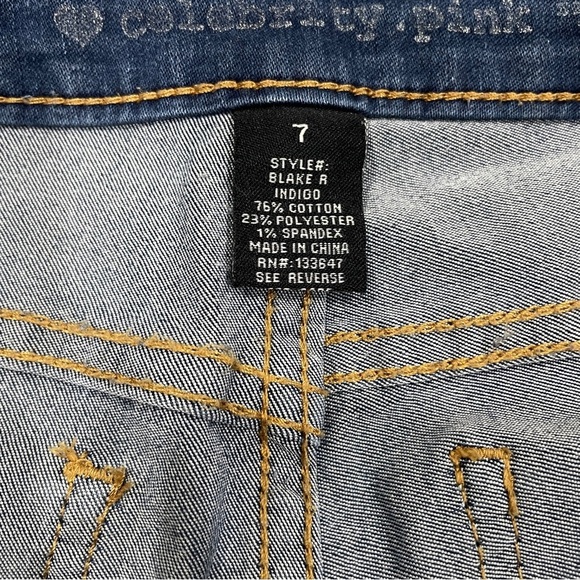 celebrity.pink
7
STYLE#:
BLAKE R
INDIGO
76% COTTON
23% POLYESTER
1% SPANDEX
MADE IN CHINA
RN#:133647
SEE REVERSE